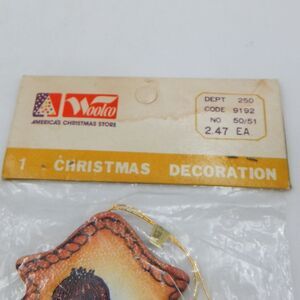 Woolco
AMERICA'S CHRISTMAS STORE
DEPT 250
CODE 9192
NO 50/51
2.47 EA
1 CHRISTMAS DECORATION